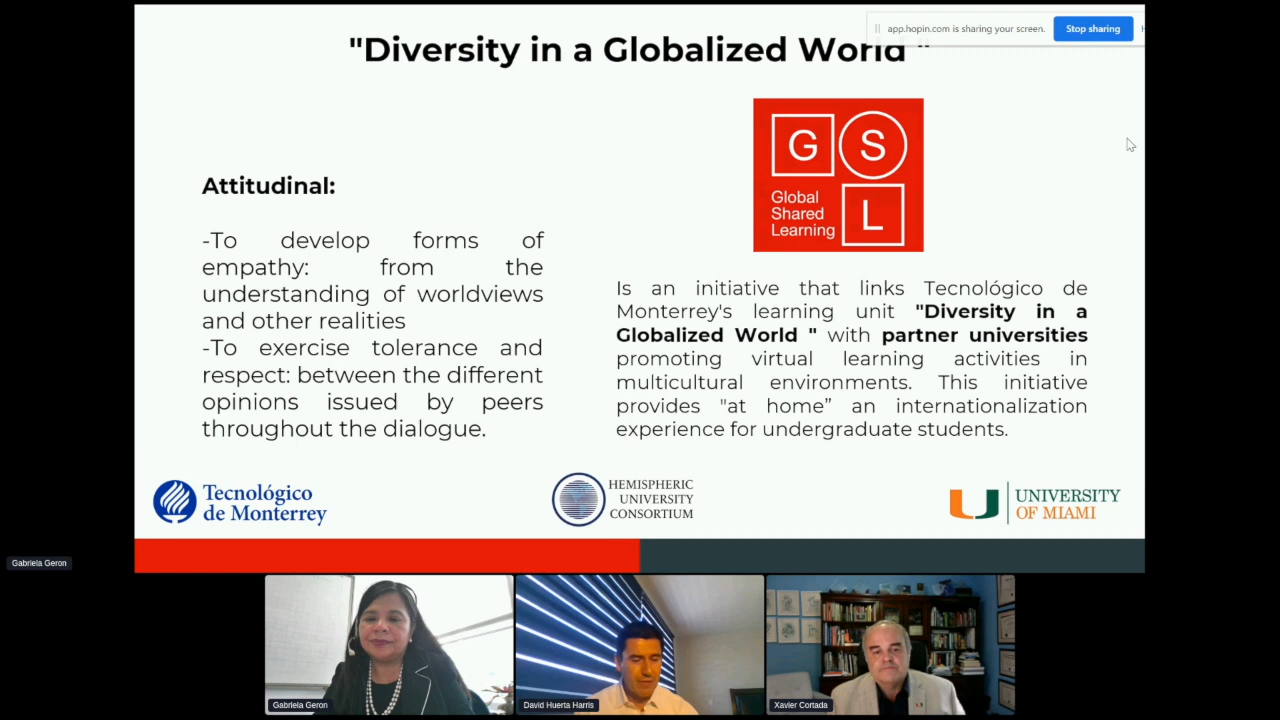 app.hopin.com is sharing your screen.
Stop sharing
"Diversity in a Globalized World "
Attitudinal:
-To develop forms of
empathy: from the
understanding of worldviews
and other realities
-To exercise tolerance and
respect: between the different
opinions issued by peers
throughout the dialogue.
G S
Global
Shared
Learning
L
Is an initiative that links Tecnológico de
Monterrey's learning unit "Diversity in a
Globalized World " with partner universities
promoting virtual learning activities in
multicultural environments. This initiative
provides "at home” an internationalization
experience for undergraduate students.
Tecnológico
de Monterrey
HEMISPHERIC
UNIVERSITY
CONSORTIUM
UNIVERSITY
OF MIAMI
Gabriela Geron
Gabriela Geron
David Huerta Harris
Xavier Cortada